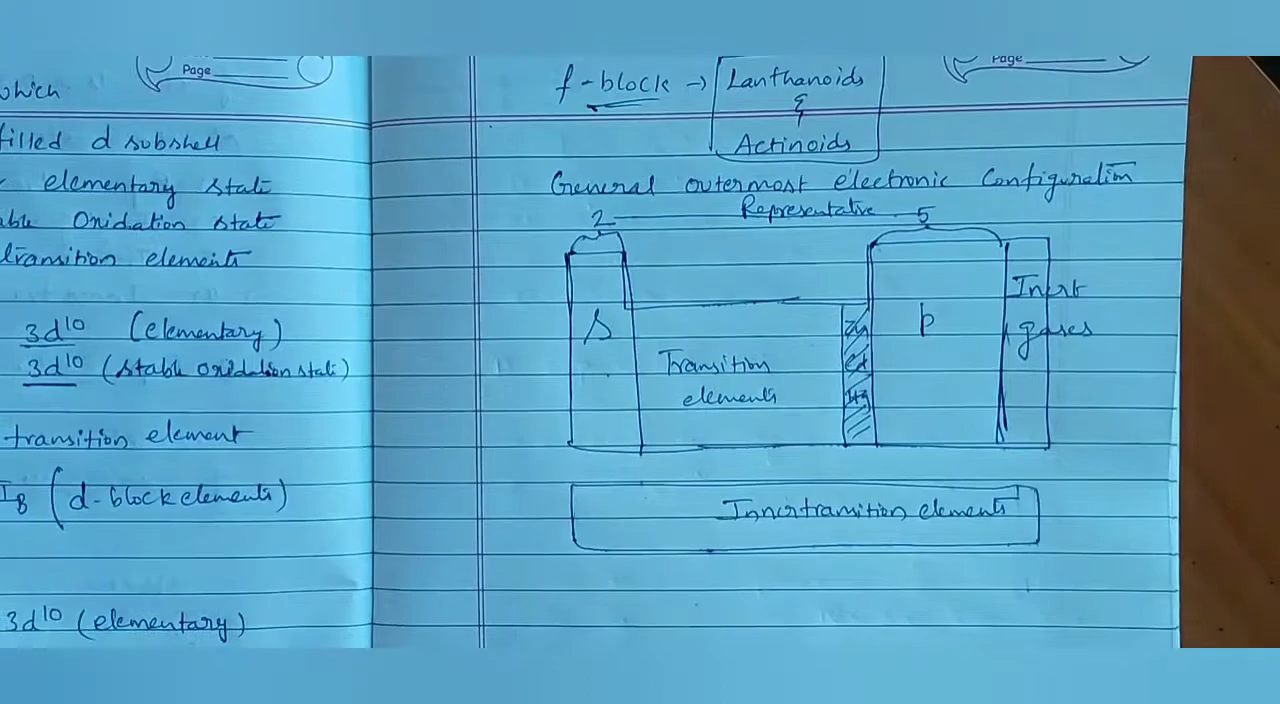 Page
which
filled d subshell
elementary state
Oxidation state
transition elements
3d10 (elementary)
3d10 (stable oxidation state)
transition element
IB (d-block elements)
3d10 (elementary)
Page
f-block → Lanthanoids
&
Actinoids
General outermost electronic Configuration
2 Representative 5
s
Transition
elements
Zn
Cd
Hg
p
Inert
gases
Innertransition elements